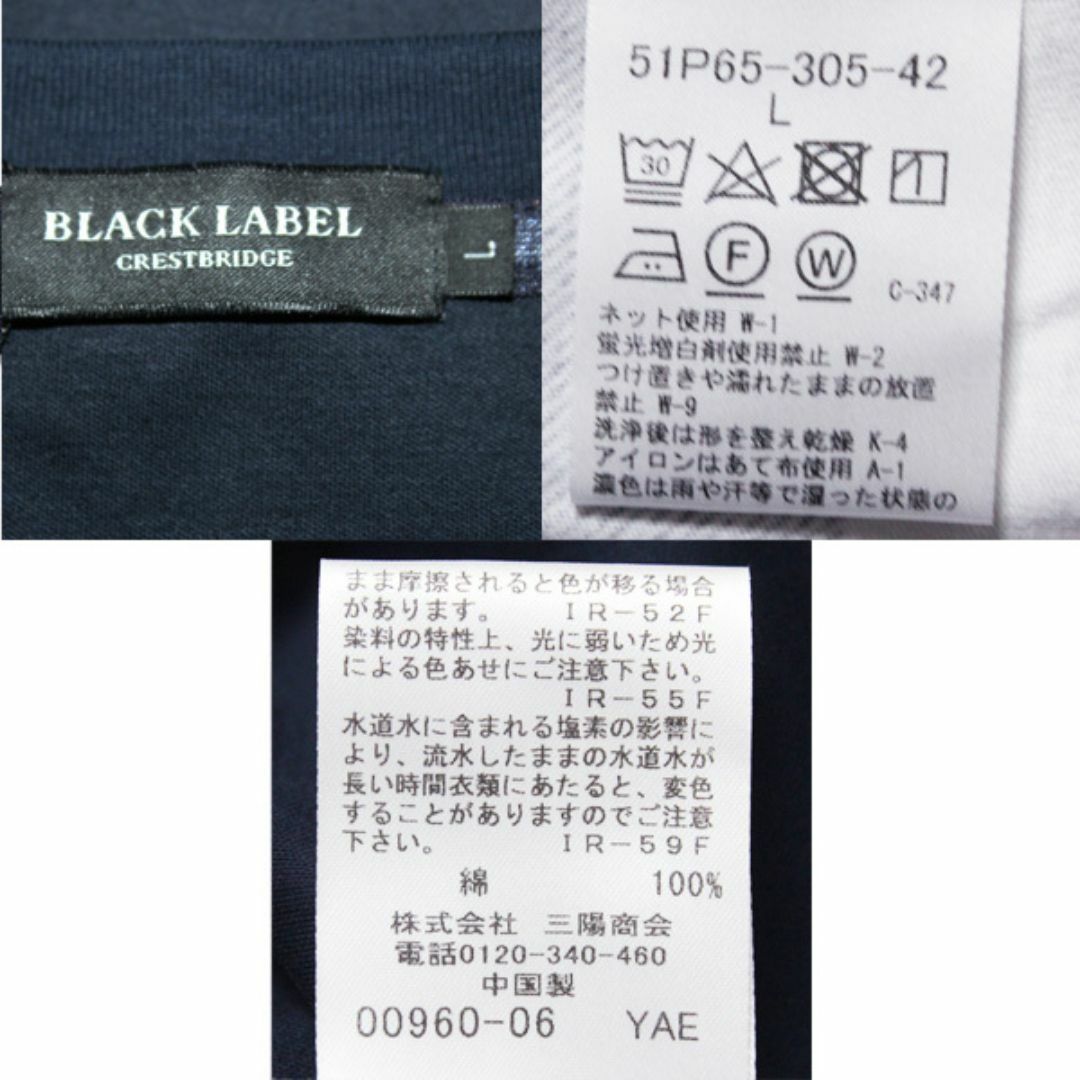 BLACK LABEL
CRESTBRIDGE
L
51P65-305-42
L
30
F
W
C-347
ネット使用 W-1
蛍光増白剤使用禁止 W-2
つけ置きや濡れたままの放置
禁止 W-9
洗浄後は形を整え乾燥 K-4
アイロンはあて布使用 A-1
濃色は雨や汗等で湿った状態の
まま摩擦されると色が移る場合
があります。 IR-52F
染料の特性上、光に弱いため光
による色あせにご注意下さい。
IR-55F
水道水に含まれる塩素の影響に
より、流水したままの水道水が
長い時間衣類にあたると、変色
することがありますのでご注意
下さい。 IR-59F
綿 100%
株式会社 三陽商会
電話0120-340-460
中国製
00960-06 YAE